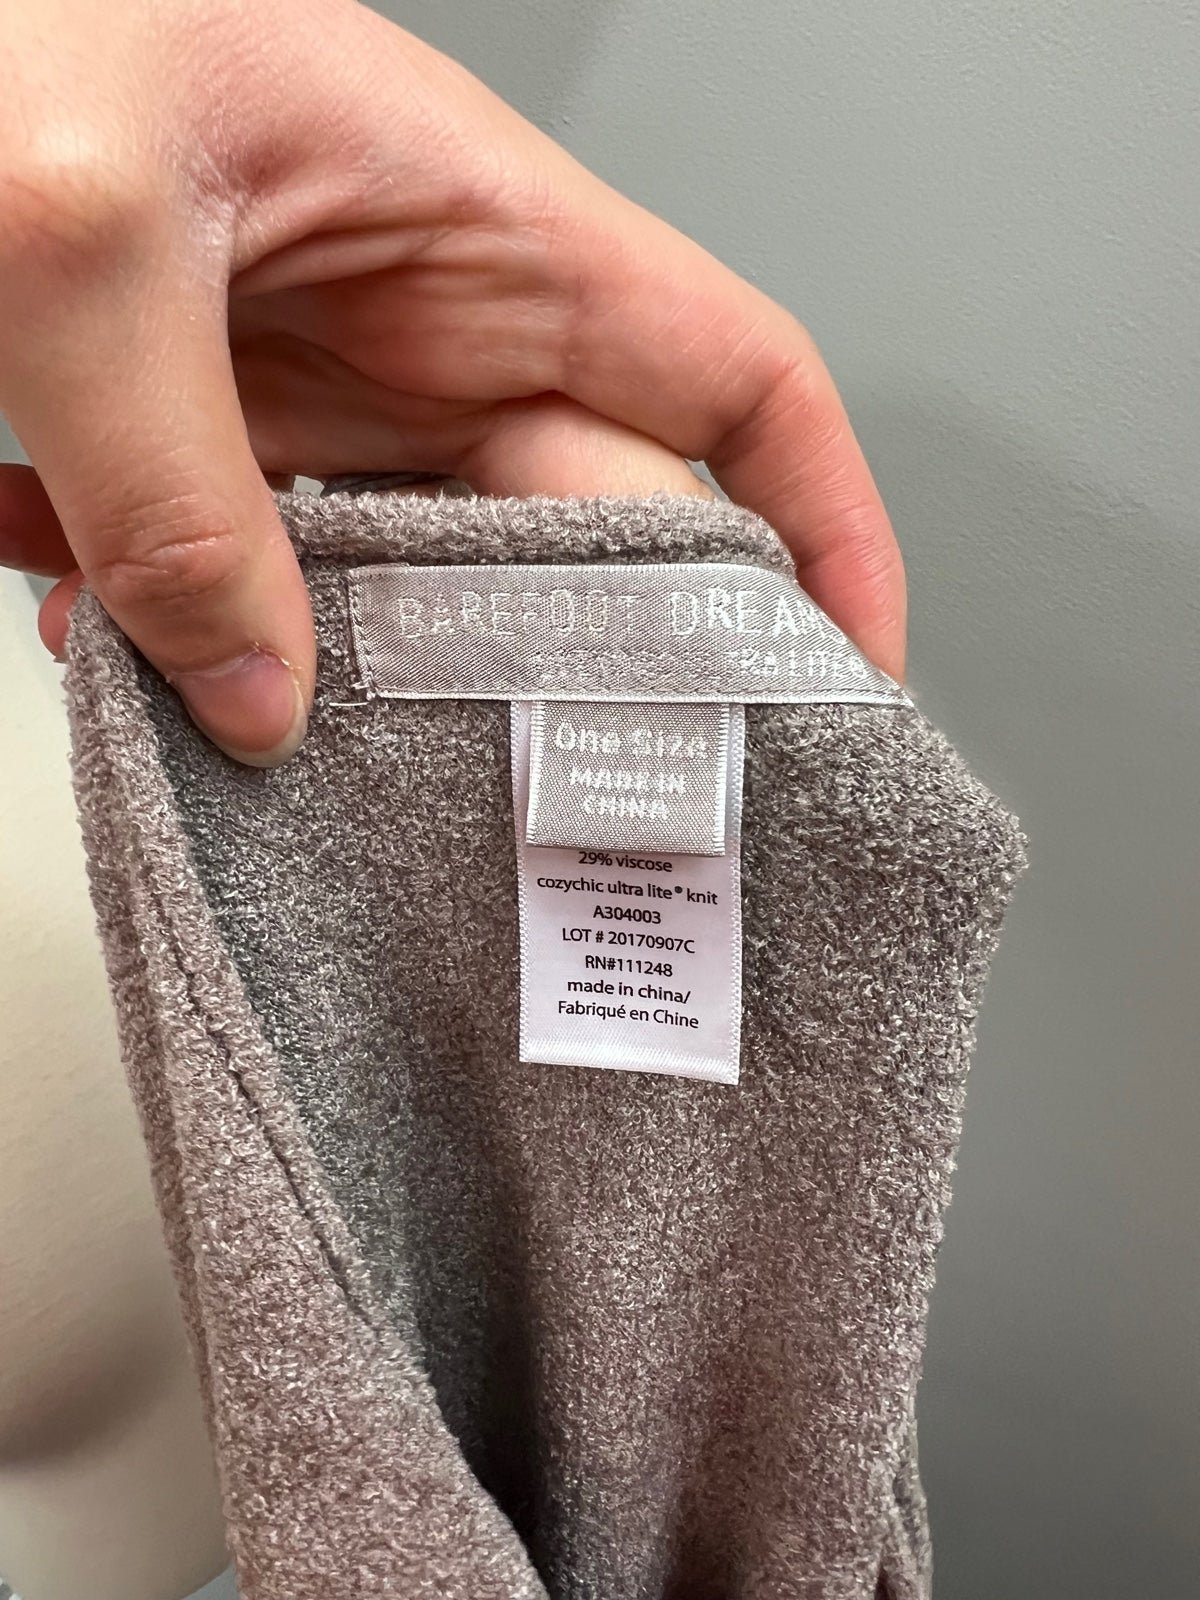 BAREFOOT DREAM
One Size
MADE IN
CHINA
29% viscose
cozychic ultra lite® knit
A304003
LOT # 20170907C
RN#111248
made in china/
Fabriqué en Chine